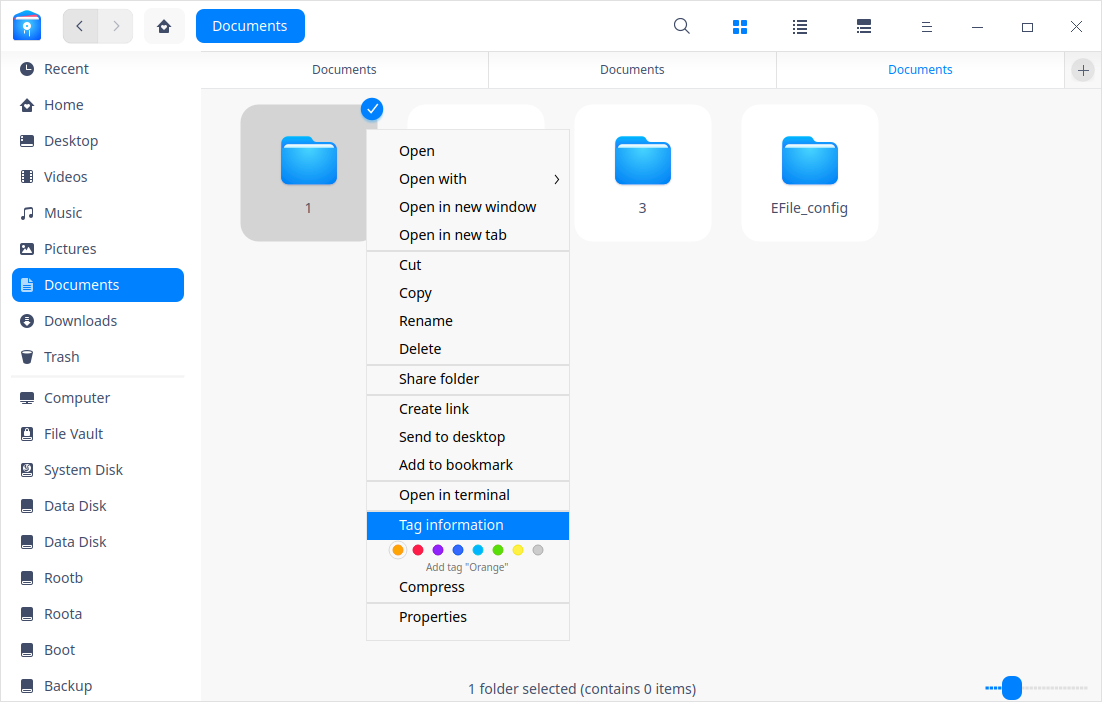 Documents
Recent
Home
Desktop
Videos
Music
Pictures
Documents
Downloads
Trash
Computer
File Vault
System Disk
Data Disk
Data Disk
Rootb
Roota
Boot
Backup
Documents
Documents
Documents
1
3
EFile_config
Open
Open with
Open in new window
Open in new tab
Cut
Copy
Rename
Delete
Share folder
Create link
Send to desktop
Add to bookmark
Open in terminal
Tag information
Add tag "Orange"
Compress
Properties
1 folder selected (contains 0 items)